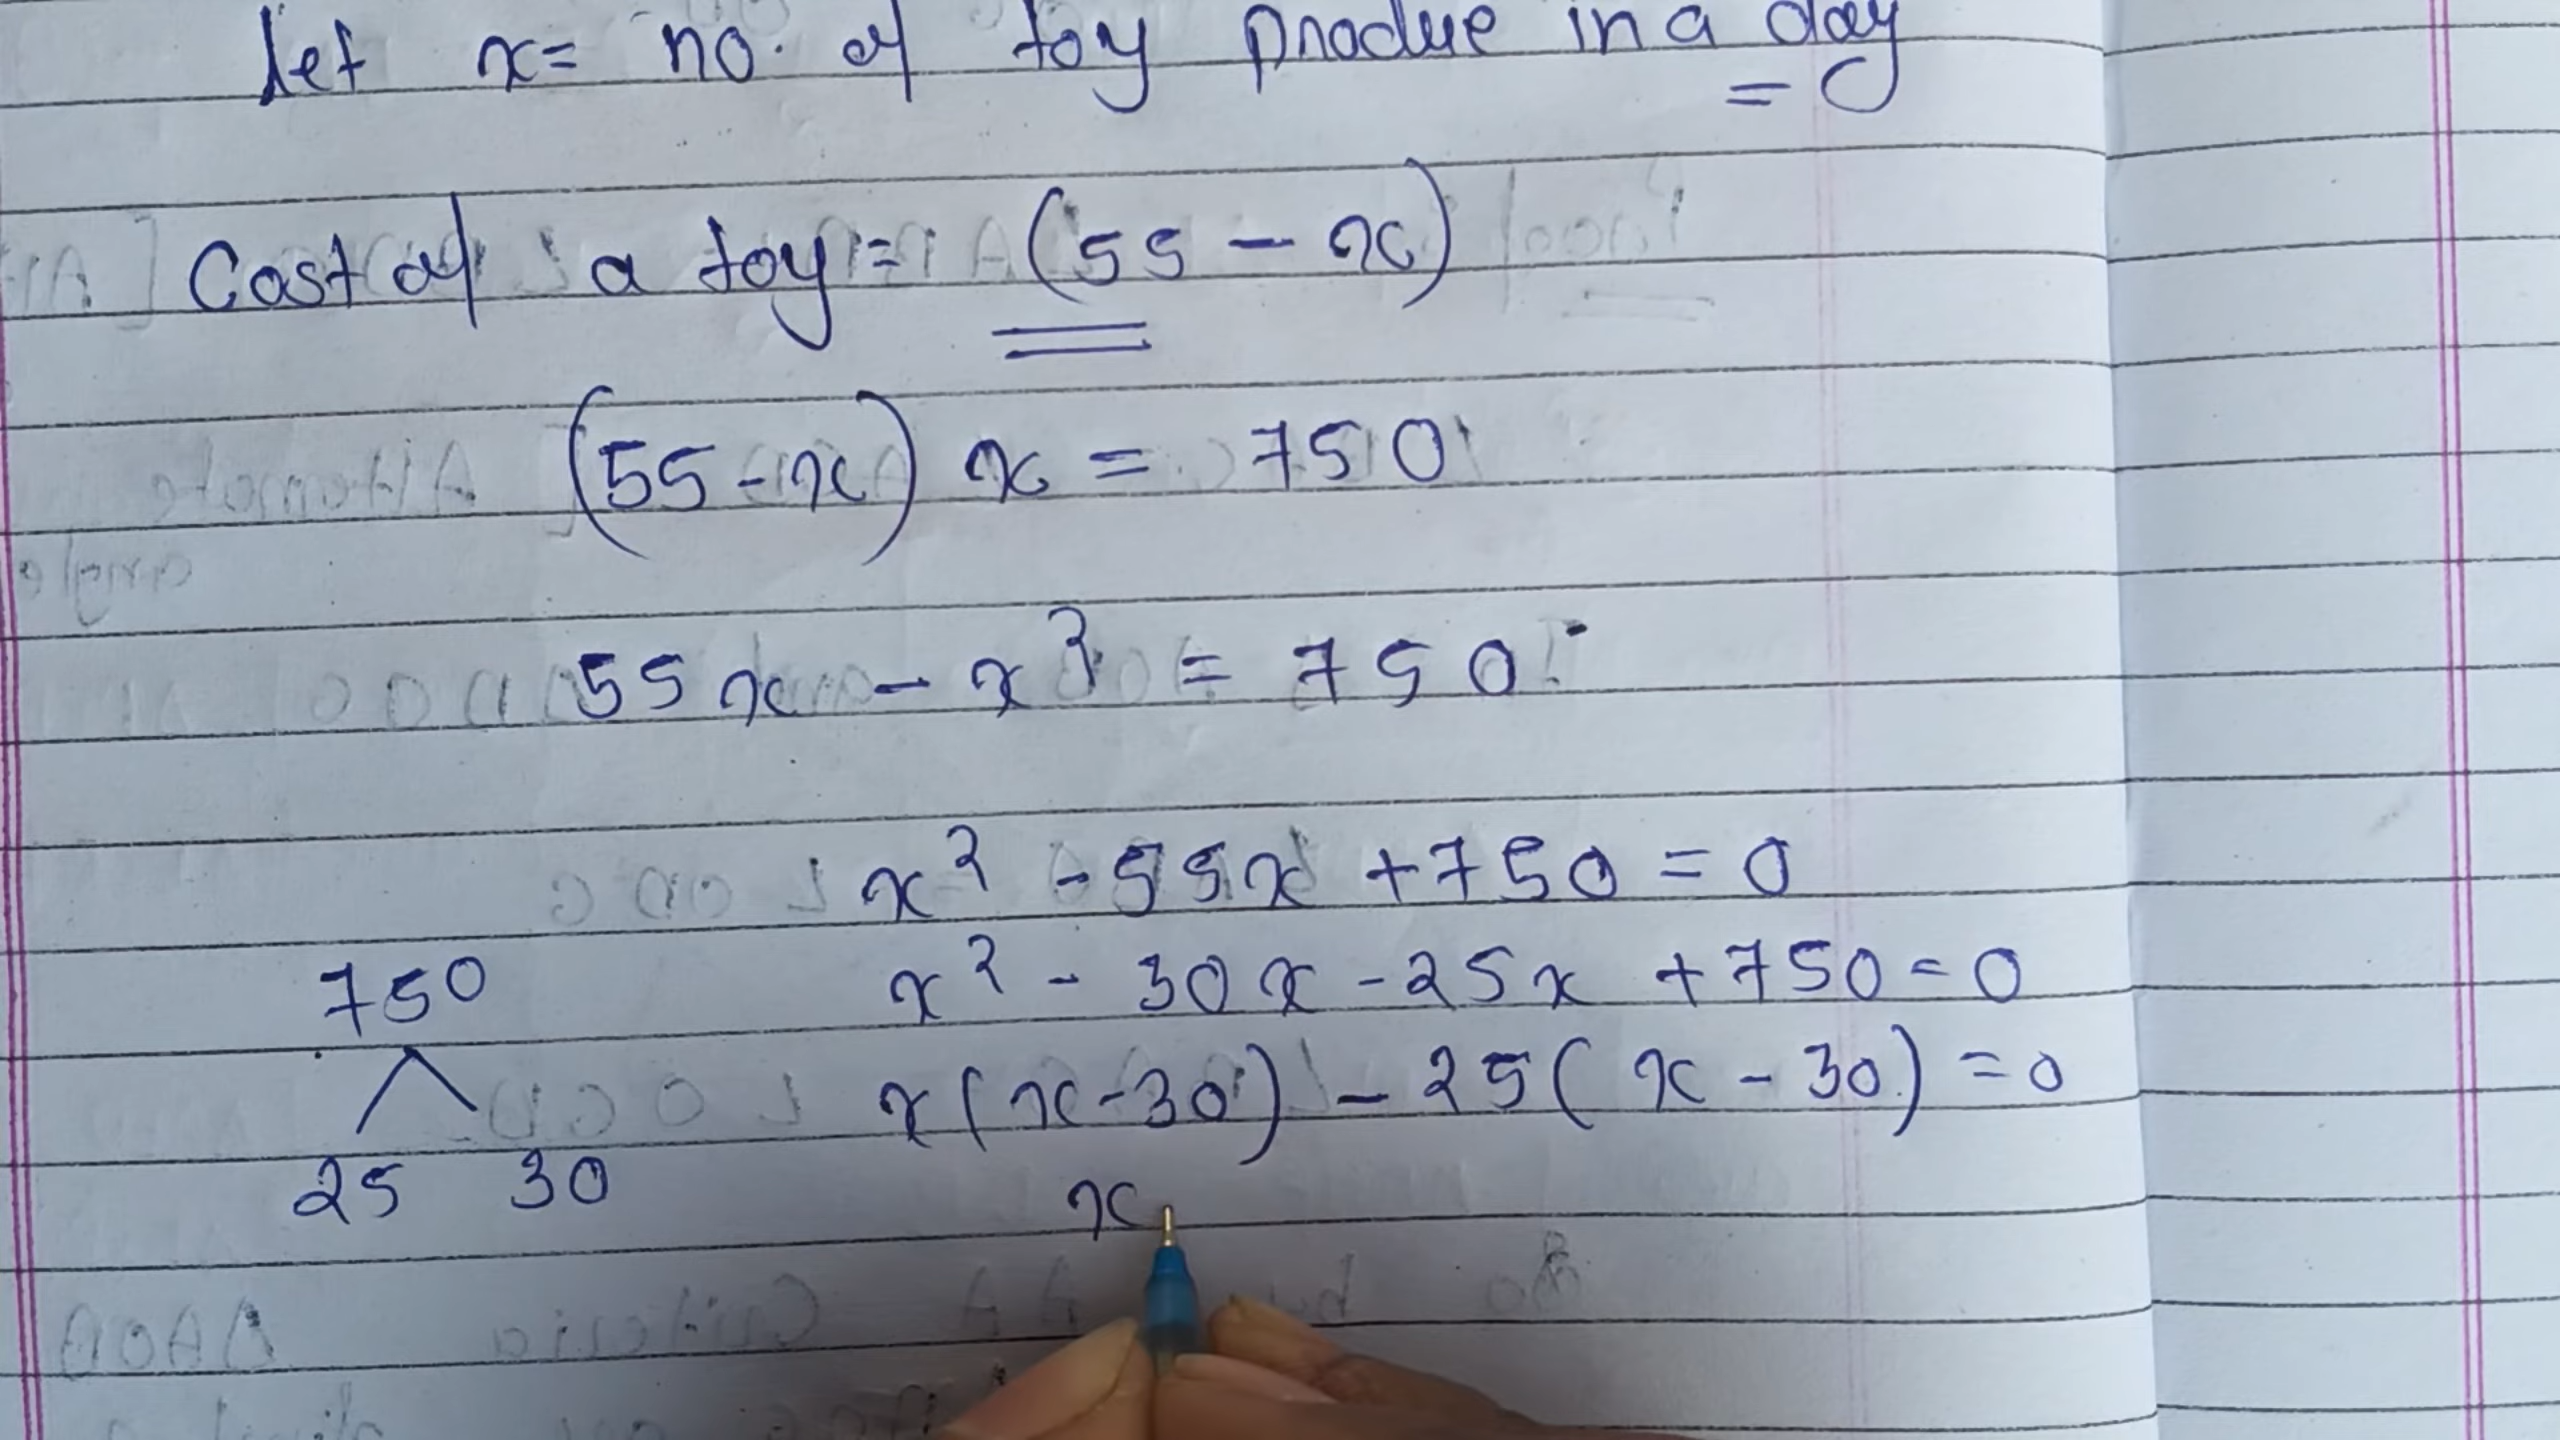 let x = no. of toy produe in a day
Cost of a toy = (55 - x)
(55 - x) x = 750
55x - x² = 750
x² - 55x + 750 = 0
750
x² - 30x - 25x + 750 = 0
x(x - 30) - 25(x - 30) = 0
25 30
x